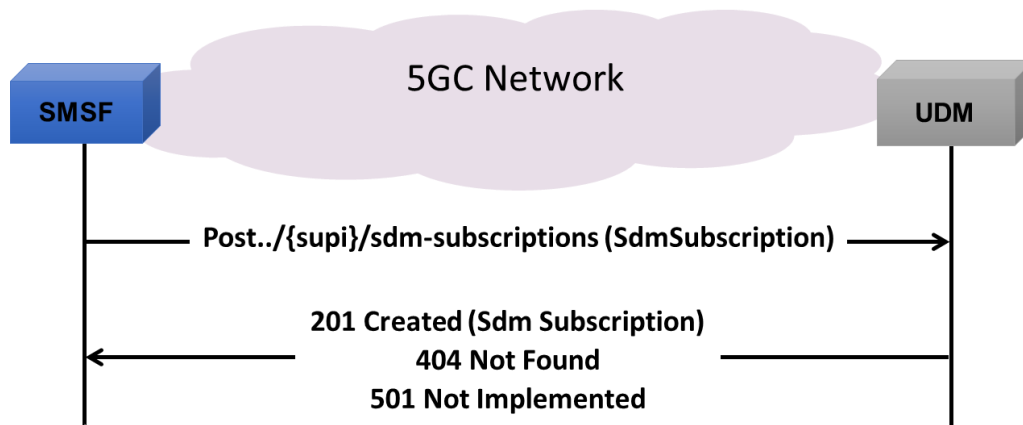 5GC Network
SMSF
UDM
Post../{supi}/sdm-subscriptions (SdmSubscription)
201 Created (Sdm Subscription)
404 Not Found
501 Not Implemented